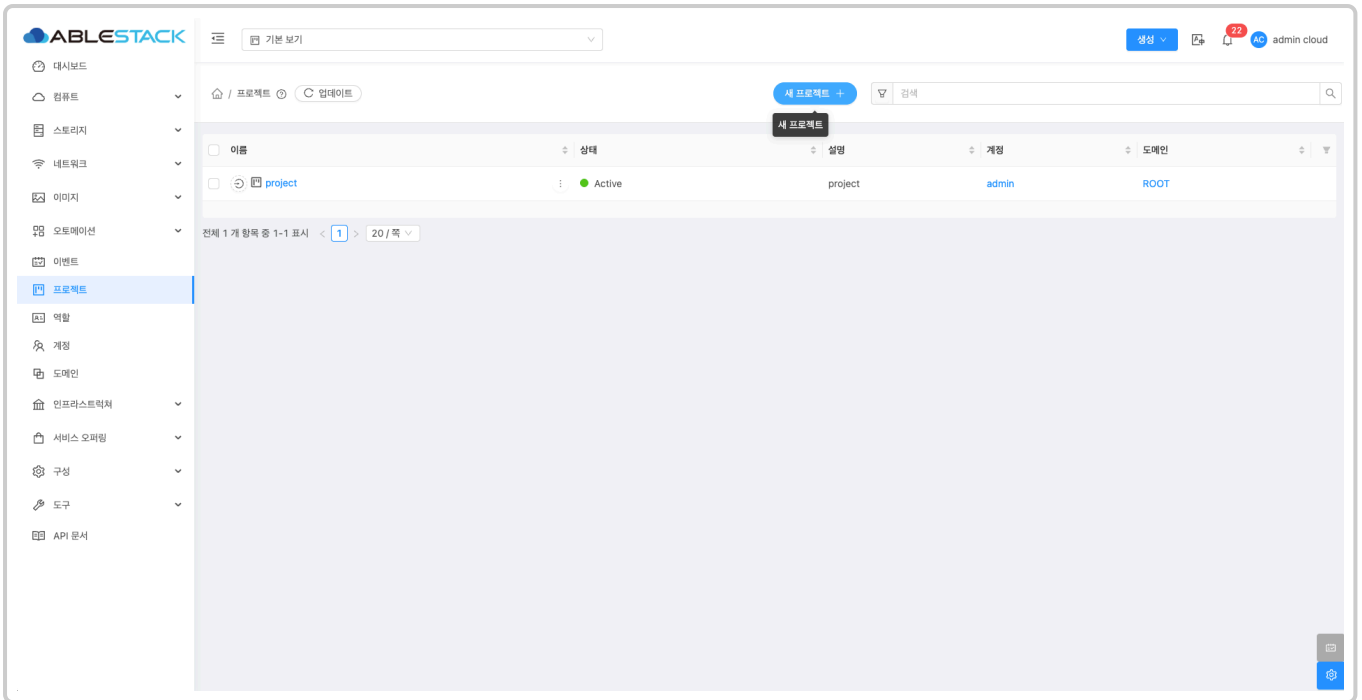 ABLESTACK
기본 보기
생성
22
AC
admin cloud
대시보드
컴퓨트
스토리지
네트워크
이미지
오토메이션
이벤트
프로젝트
역할
계정
도메인
인프라스트럭쳐
서비스 오퍼링
구성
도구
API 문서
/ 프로젝트
업데이트
새 프로젝트 +
검색
새 프로젝트
이름 상태 설명 계정 도메인
project Active project admin ROOT
전체 1 개 항목 중 1-1 표시 < 1 > 20 / 쪽